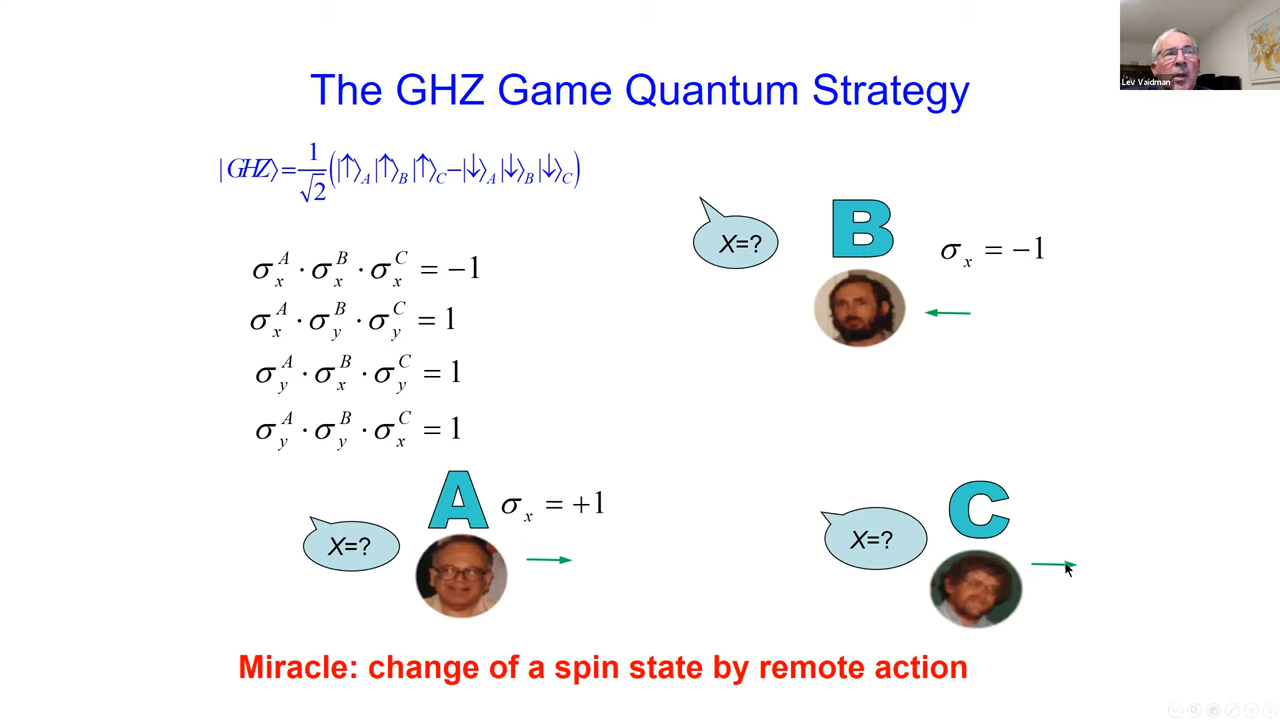 Lev Vaidman
The GHZ Game Quantum Strategy
|GHZ⟩=1/√2(|↑⟩_A|↑⟩_B|↑⟩_C−|↓⟩_A|↓⟩_B|↓⟩_C)
X=?
B
σ_x = −1
σ_x^A · σ_x^B · σ_x^C = −1
σ_x^A · σ_y^B · σ_y^C = 1
σ_y^A · σ_x^B · σ_y^C = 1
σ_y^A · σ_y^B · σ_x^C = 1
X=?
A
σ_x = +1
X=?
C
Miracle: change of a spin state by remote action